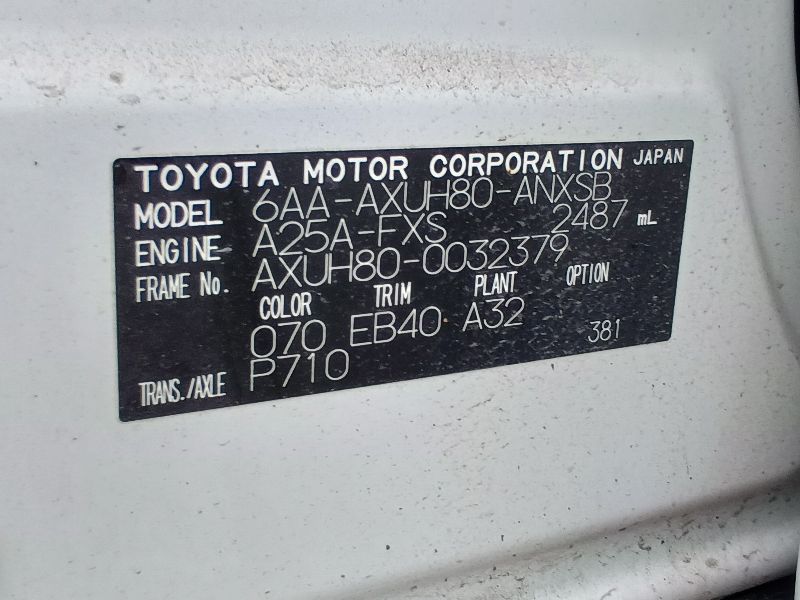 TOYOTA MOTOR CORPORATION JAPAN
MODEL 6AA-AXUH80-ANXSB
ENGINE A25A-FXS 2487 mL
FRAME No. AXUH80-0032379
COLOR TRIM PLANT OPTION
070 EB40 A32 381
TRANS./AXLE P710